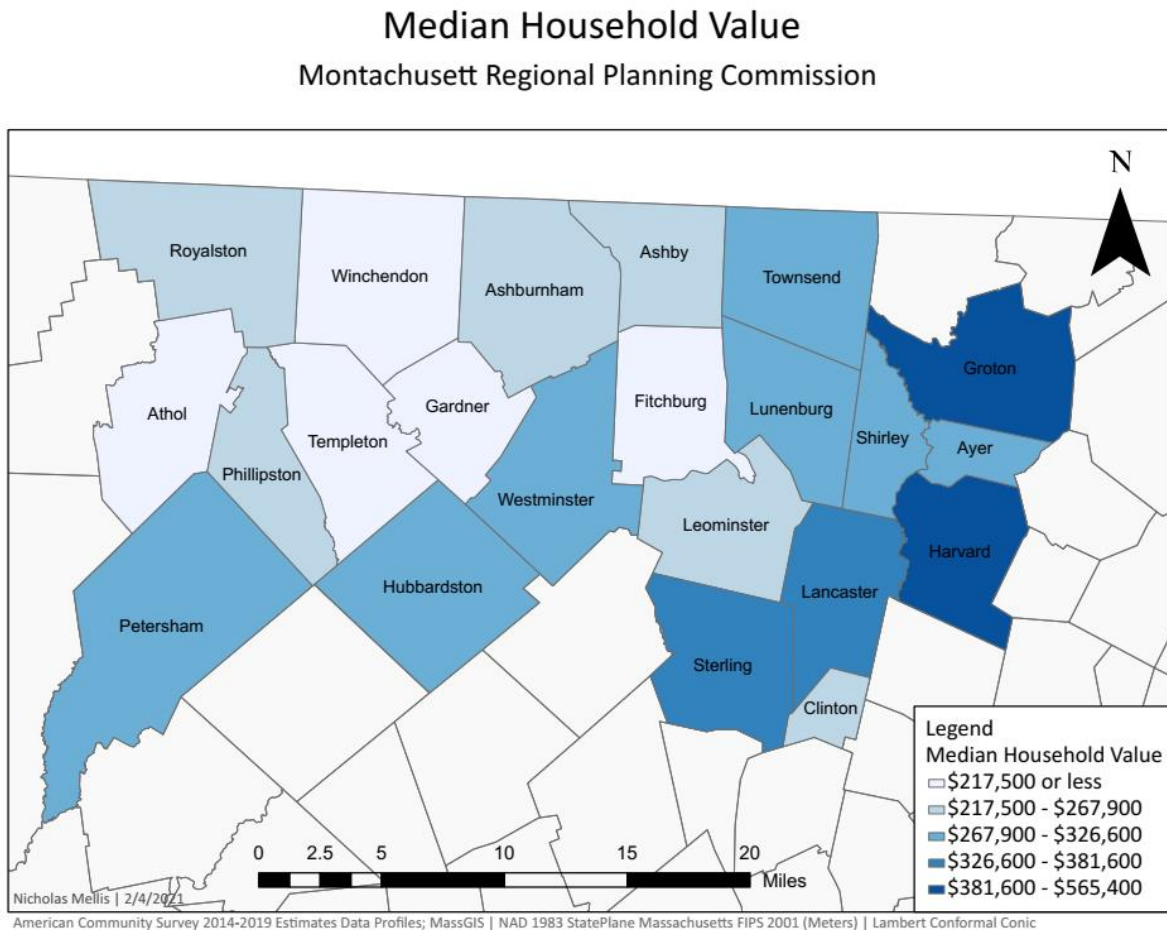 Median Household Value
Montachusett Regional Planning Commission
N
Royalston
Winchendon
Ashburnham
Ashby
Townsend
Groton
Athol
Phillipston
Templeton
Gardner
Fitchburg
Lunenburg
Shirley
Ayer
Westminster
Leominster
Harvard
Hubbardston
Lancaster
Petersham
Sterling
Clinton
Legend
Median Household Value
$217,500 or less
$217,500 - $267,900
$267,900 - $326,600
$326,600 - $381,600
$381,600 - $565,400
0 2.5 5 10 15 20
Miles
Nicholas Mellis | 2/4/2021
American Community Survey 2014-2019 Estimates Data Profiles; MassGIS | NAD 1983 StatePlane Massachusetts FIPS 2001 (Meters) | Lambert Conformal Conic